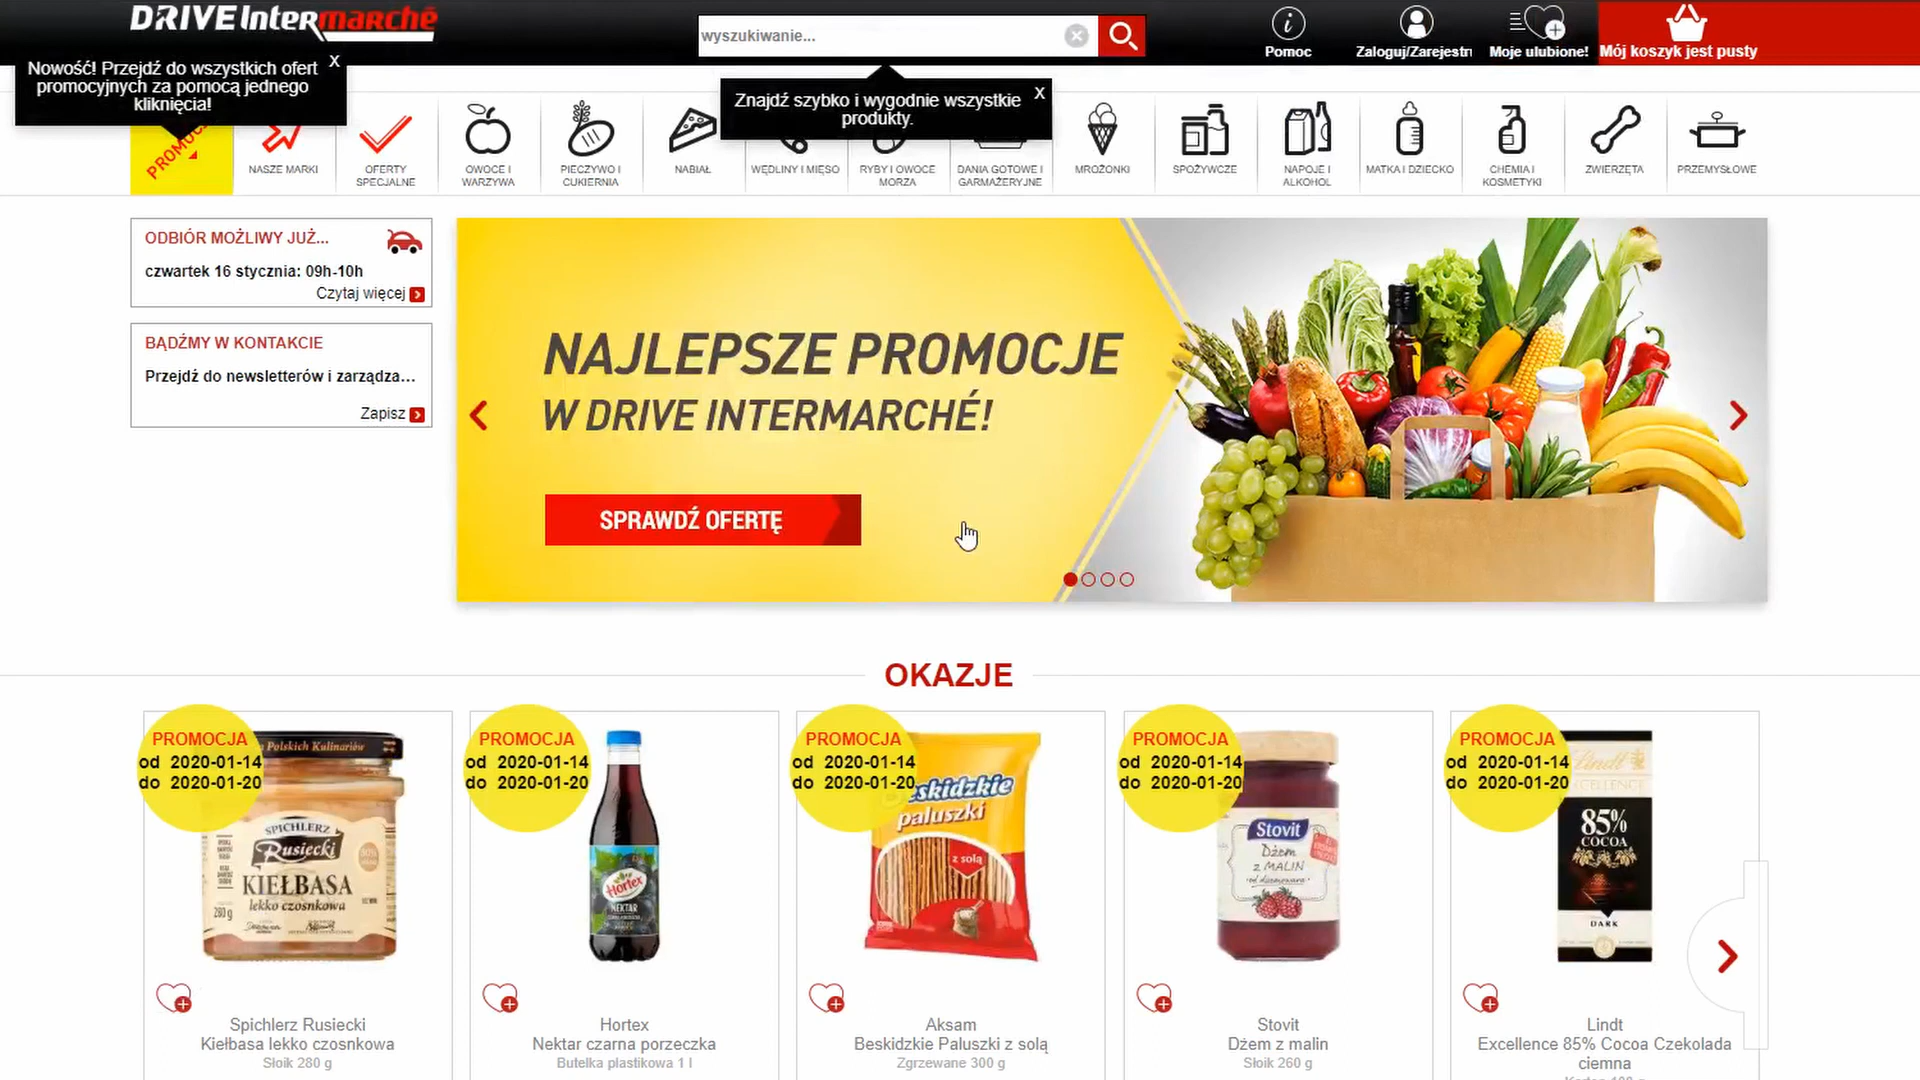 DRIVE Intermarché
wyszukiwanie...
Pomoc
Zaloguj/Zarejestr
Moje ulubione!
Mój koszyk jest pusty
Nowość! Przejdź do wszystkich ofert
promocyjnych za pomocą jednego
kliknięcia!
X
Znajdź szybko i wygodnie wszystkie
produkty.
X
NASZE MARKI
OFERTY
SPECJALNE
OWOCE I
WARZYWA
PIECZYWO I
CUKIERNIA
NABIAŁ
WĘDLINY I MIĘSO
RYBY I OWOCE
MORZA
DANIA GOTOWE I
GARMAŻERYJNE
MROŻONKI
SPOŻYWCZE
NAPOJE I
ALKOHOL
MATKA I DZIECKO
CHEMIA I
KOSMETYKI
ZWIERZĘTA
PRZEMYSŁOWE
ODBIÓR MOŻLIWY JUŻ...
czwartek 16 stycznia: 09h-10h
Czytaj więcej
BĄDŹMY W KONTAKCIE
Przejdź do newsletterów i zarządza...
Zapisz
NAJLEPSZE PROMOCJE
W DRIVE INTERMARCHÉ!
SPRAWDŹ OFERTĘ
OKAZJE
PROMOCJA
od 2020-01-14
do 2020-01-20
Polskich Kulinariów
SPICHLERZ
Rusiecki
KIEŁBASA
lekko czosnkowa
280 g
Spichlerz Rusiecki
Kiełbasa lekko czosnkowa
Słoik 280 g
PROMOCJA
od 2020-01-14
do 2020-01-20
Hortex
NEKTAR
Hortex
Nektar czarna porzeczka
Butelka plastikowa 1 l
PROMOCJA
od 2020-01-14
do 2020-01-20
paluszki
z solą
Aksam
Beskidzkie Paluszki z solą
Zgrzewane 300 g
PROMOCJA
od 2020-01-14
do 2020-01-20
Stovit
Dżem
z MALIN
Stovit
Dżem z malin
Słoik 260 g
PROMOCJA
od 2020-01-14
do 2020-01-20
Lindt
85%
COCOA
DARK
Lindt
Excellence 85% Cocoa Czekolada
ciemna